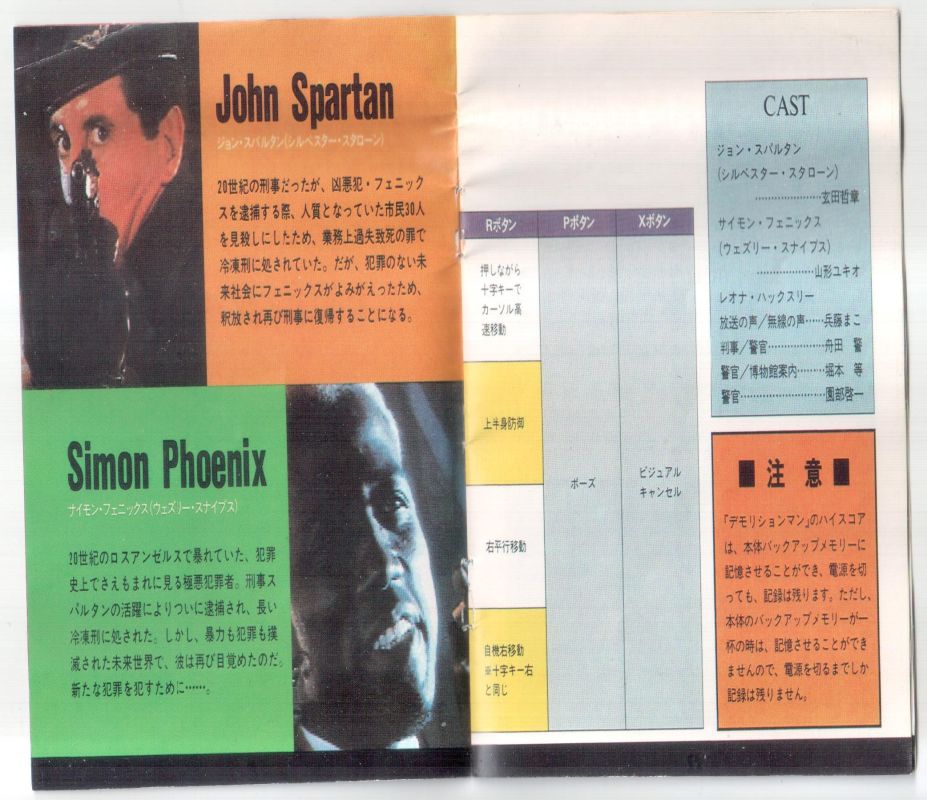 John Spartan
ジョン・スパルタン(シルベスター・スタローン)
20世紀の刑事だったが、凶悪犯・フェニック
スを逮捕する際、人質となっていた市民30人
を見殺しにしたため、業務上過失致死の罪で
冷凍刑に処されていた。だが、犯罪のない未
来社会にフェニックスがよみがえったため、
釈放され再び刑事に復帰することになる。
Simon Phoenix
サイモン・フェニックス(ウェズリー・スナイプス)
20世紀のロスアンゼルスで暴れていた、犯罪
史上でさえもまれに見る極悪犯罪者。刑事ス
パルタンの活躍によりついに逮捕され、長い
冷凍刑に処された。しかし、暴力も犯罪も撲
滅された未来世界で、彼は再び目覚めたのだ。
新たな犯罪を犯すために……。
Rボタン
Pボタン
Xボタン
押しながら
十字キーで
カーソル高
速移動
上半身防御
右平行移動
自機右移動
※十字キー右
と同じ
ポーズ
ビジュアル
キャンセル
CAST
ジョン・スパルタン
(シルベスター・スタローン)
…………………玄田哲章
サイモン・フェニックス
(ウェズリー・スナイプス)
………………山形ユキオ
レオナ・ハックスリー
放送の声/無線の声……兵藤まこ
判事/警官………………舟田 警
警官/博物館案内………堀本 等
警官………………………園部啓一
■注 意■
『デモリションマン』のハイスコア
は、本体バックアップメモリーに
記憶させることができ、電源を切
っても、記録は残ります。ただし、
本体のバックアップメモリーが一
杯の時は、記憶させることができ
ませんので、電源を切るまでしか
記録は残りません。